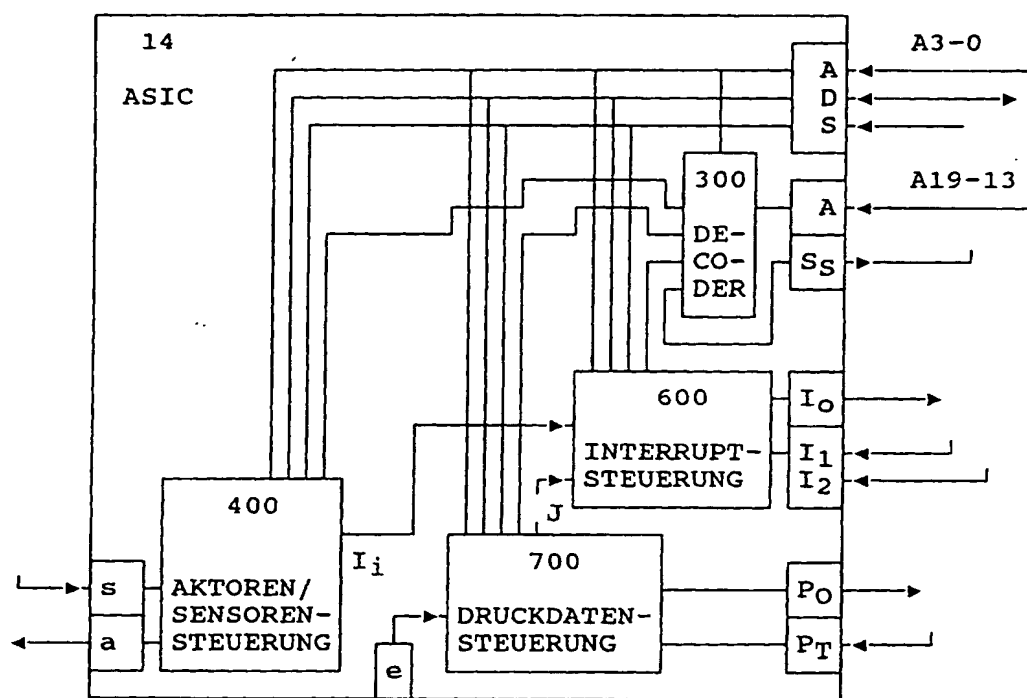 14
ASIC
A3-0
A
D
S
300
DE-
CO-
DER
A19-13
A
SS
600
INTERRUPT-
STEUERUNG
IO
I1
I2
400
AKTOREN/
SENSOREN-
STEUERUNG
Ii
J
700
DRUCKDATEN-
STEUERUNG
s
a
e
PO
PT